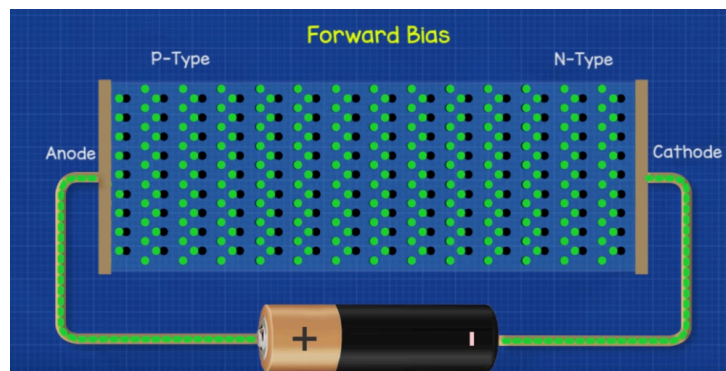 Forward Bias
P-Type
N-Type
Anode
Cathode
+
-